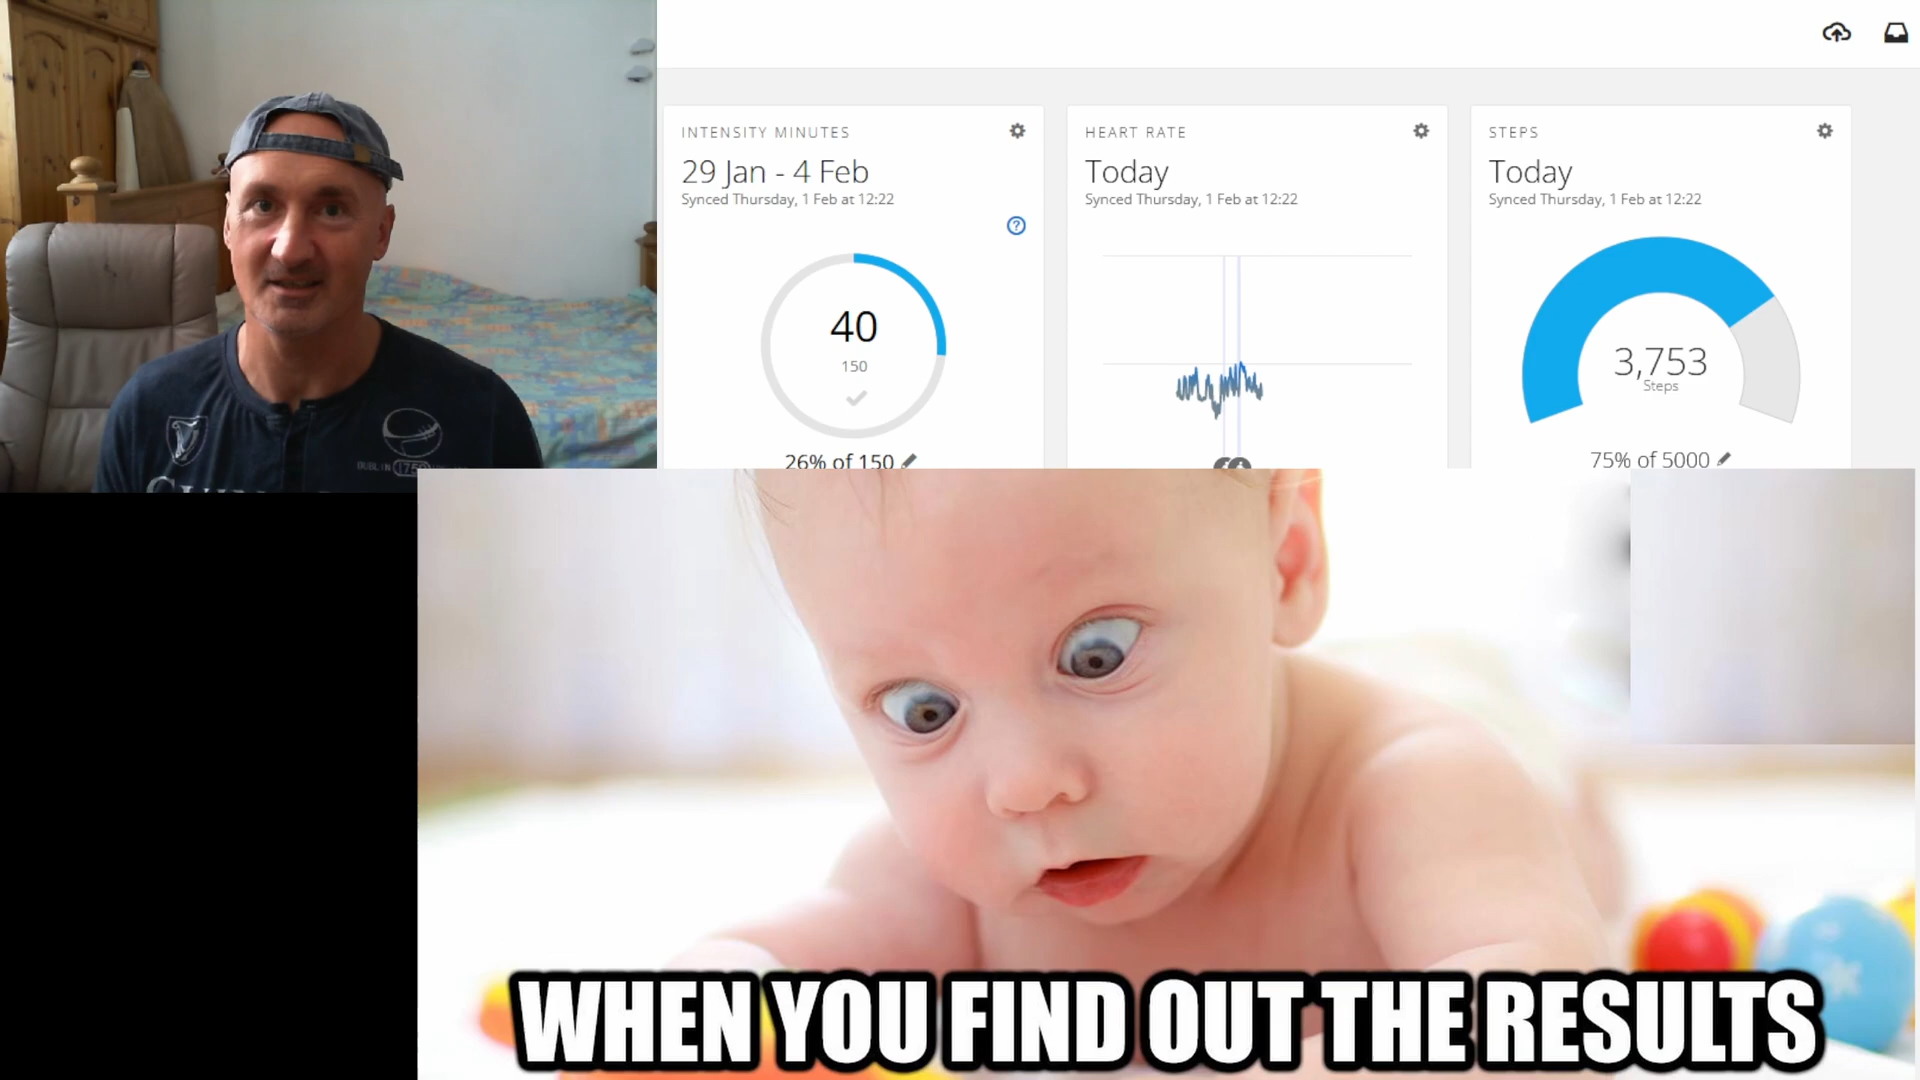 INTENSITY MINUTES
29 Jan - 4 Feb
Synced Thursday, 1 Feb at 12:22
40
150
26% of 150
HEART RATE
Today
Synced Thursday, 1 Feb at 12:22
STEPS
Today
Synced Thursday, 1 Feb at 12:22
3,753
Steps
75% of 5000
DUBLIN 1759
WHEN YOU FIND OUT THE RESULTS